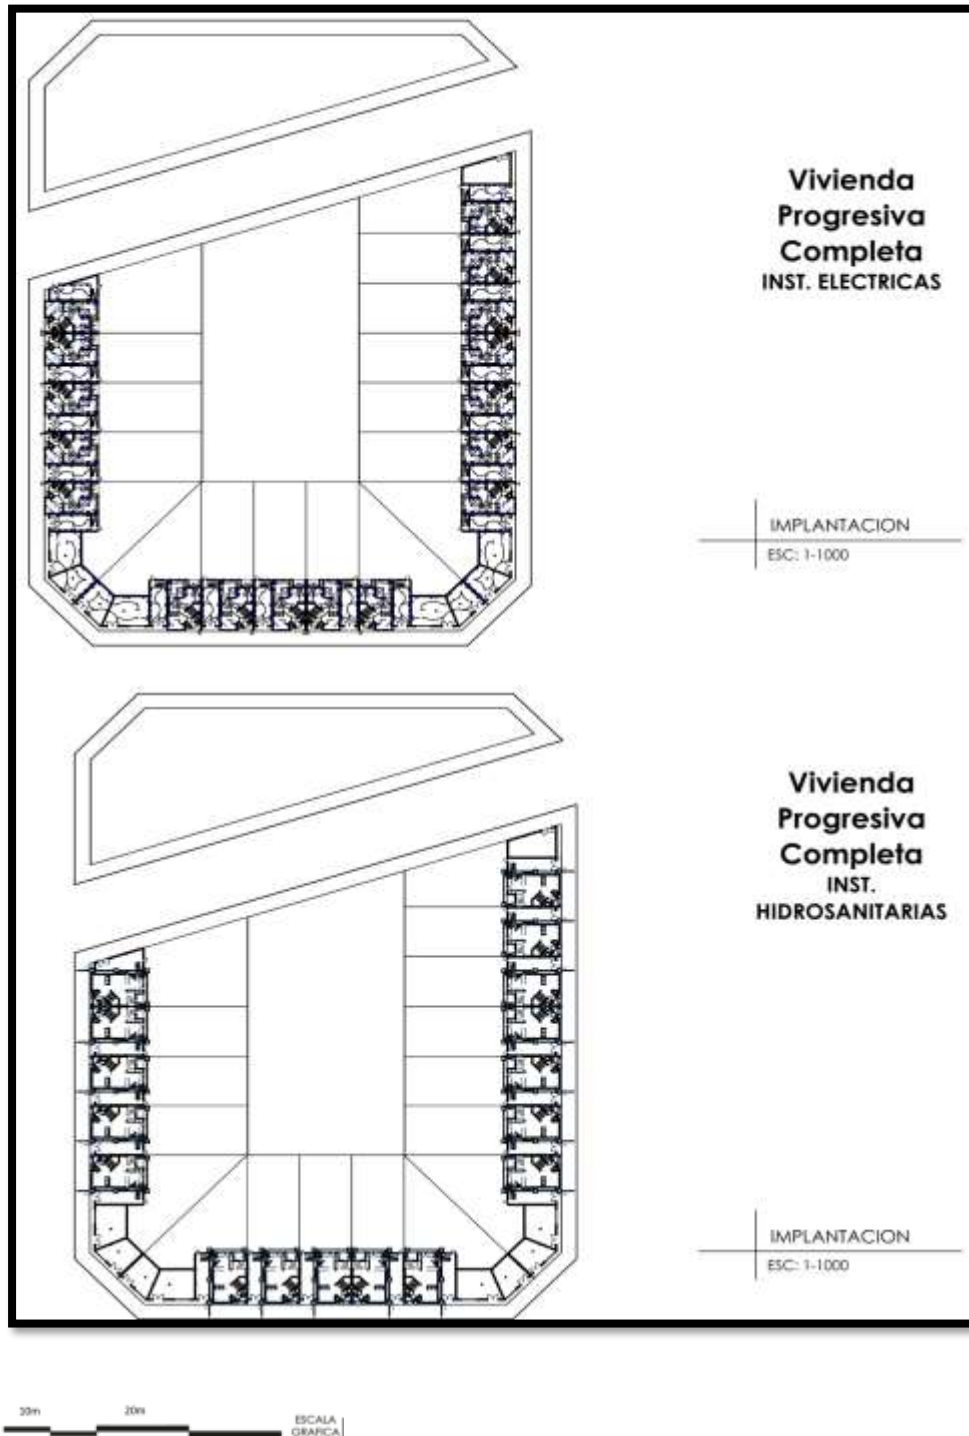 Vivienda
Progresiva
Completa
INST. ELECTRICAS
IMPLANTACION
ESC: 1-1000
Vivienda
Progresiva
Completa
INST.
HIDROSANITARIAS
IMPLANTACION
ESC: 1-1000
20m
ESCALA
GRAFICA